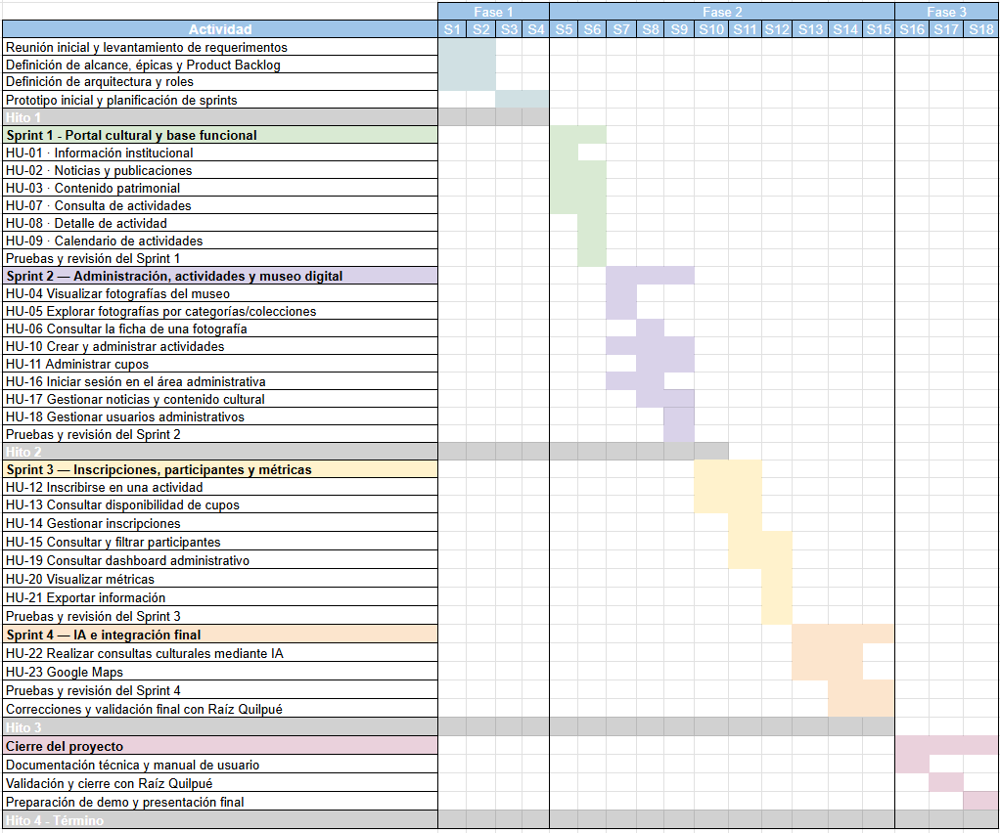 Fase 1 Fase 2 Fase 3
Actividad S1 S2 S3 S4 S5 S6 S7 S8 S9 S10 S11 S12 S13 S14 S15 S16 S17 S18
Reunión inicial y levantamiento de requerimentos
Definición de alcance, épicas y Product Backlog
Definición de arquitectura y roles
Prototipo inicial y planificación de sprints
Hito 1
Sprint 1 - Portal cultural y base funcional
HU-01 · Información institucional
HU-02 · Noticias y publicaciones
HU-03 · Contenido patrimonial
HU-07 · Consulta de actividades
HU-08 · Detalle de actividad
HU-09 · Calendario de actividades
Pruebas y revisión del Sprint 1
Sprint 2 — Administración, actividades y museo digital
HU-04 Visualizar fotografías del museo
HU-05 Explorar fotografías por categorías/colecciones
HU-06 Consultar la ficha de una fotografía
HU-10 Crear y administrar actividades
HU-11 Administrar cupos
HU-16 Iniciar sesión en el área administrativa
HU-17 Gestionar noticias y contenido cultural
HU-18 Gestionar usuarios administrativos
Pruebas y revisión del Sprint 2
Hito 2
Sprint 3 — Inscripciones, participantes y métricas
HU-12 Inscribirse en una actividad
HU-13 Consultar disponibilidad de cupos
HU-14 Gestionar inscripciones
HU-15 Consultar y filtrar participantes
HU-19 Consultar dashboard administrativo
HU-20 Visualizar métricas
HU-21 Exportar información
Pruebas y revisión del Sprint 3
Sprint 4 — IA e integración final
HU-22 Realizar consultas culturales mediante IA
HU-23 Google Maps
Pruebas y revisión del Sprint 4
Correcciones y validación final con Raíz Quilpué
Hito 3
Cierre del proyecto
Documentación técnica y manual de usuario
Validación y cierre con Raíz Quilpué
Preparación de demo y presentación final
Hito 4 - Término